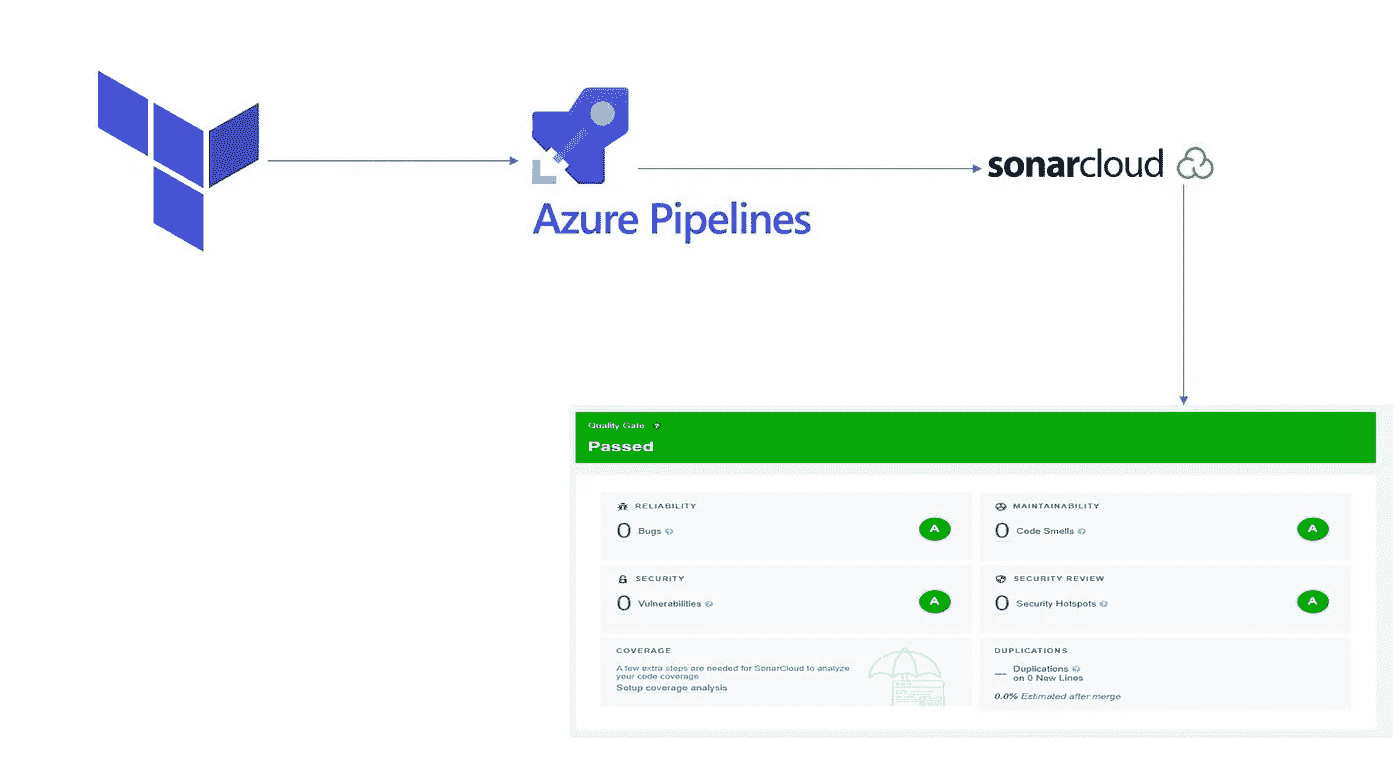 sonarcloud
Azure Pipelines
Quality Gate ?
Passed
RELIABILITY
0 Bugs ?
A
MAINTAINABILITY
0 Code Smells ?
A
SECURITY
0 Vulnerabilities ?
A
SECURITY REVIEW
0 Security Hotspots ?
A
COVERAGE
A few extra steps are needed for SonarCloud to analyze
your code coverage
Setup coverage analysis
DUPLICATIONS
— Duplications ?
on 0 New Lines
0.0% Estimated after merge